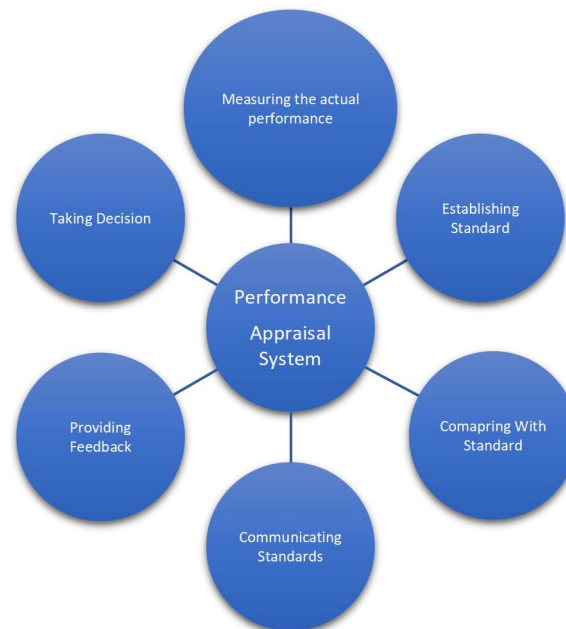 Measuring the actual
performance
Taking Decision
Establishing
Standard
Performance
Appraisal
System
Providing
Feedback
Comapring With
Standard
Communicating
Standards